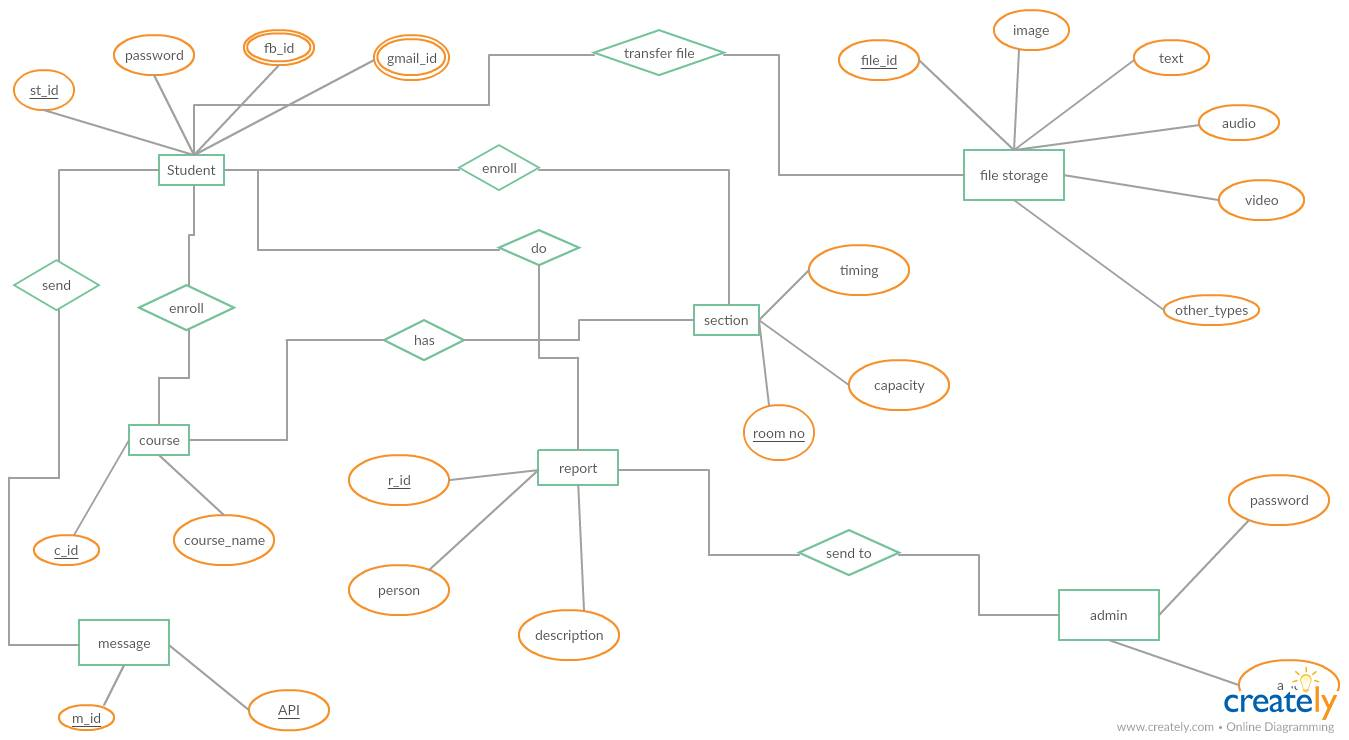 image
fb_id
password
gmail_id
transfer file
file_id
text
st_id
audio
Student
enroll
file storage
video
do
timing
send
enroll
other_types
section
has
capacity
course
room no
report
r_id
password
c_id
course_name
send to
person
admin
description
message
m_id
API
creately
www.creately.com • Online Diagramming